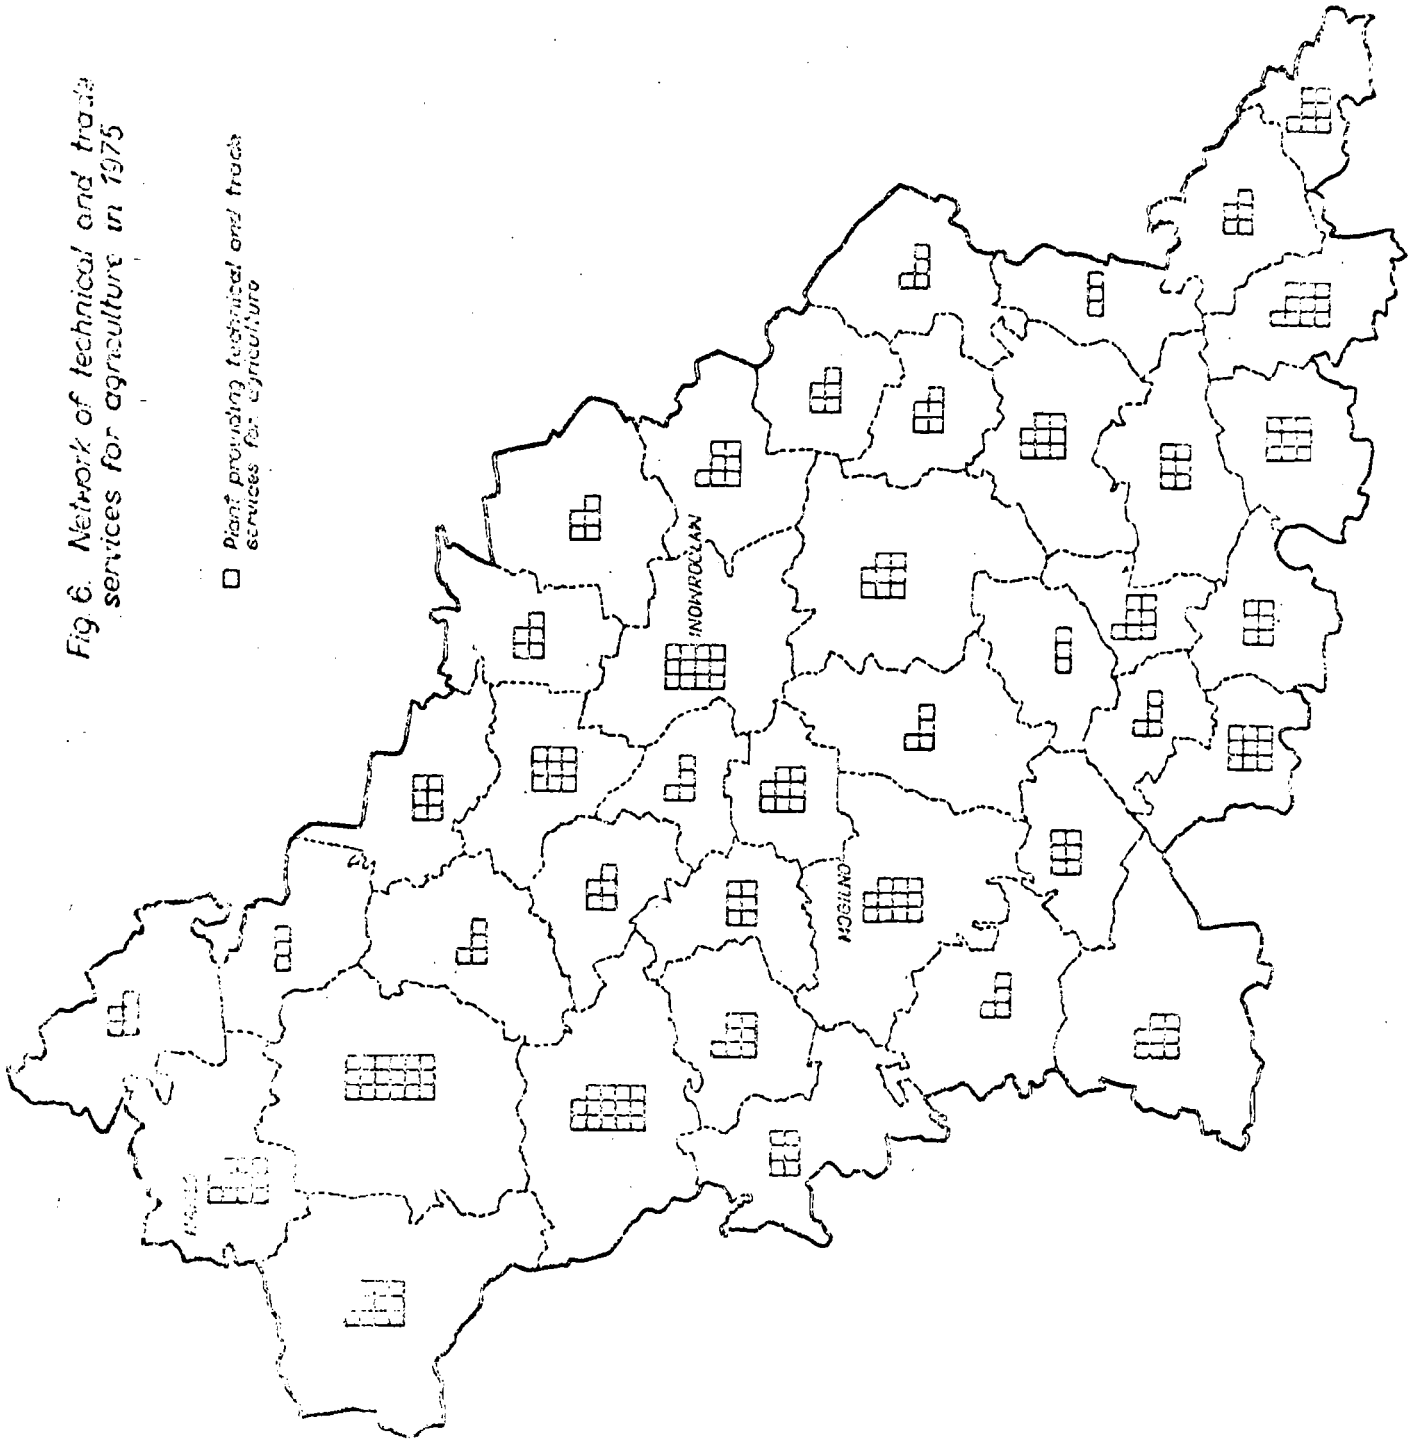 Fig. 6. Network of technical and trade
services for agriculture in 1975
Plant providing technical and trade
services for agriculture
INOWROCŁAW
MOGILNO